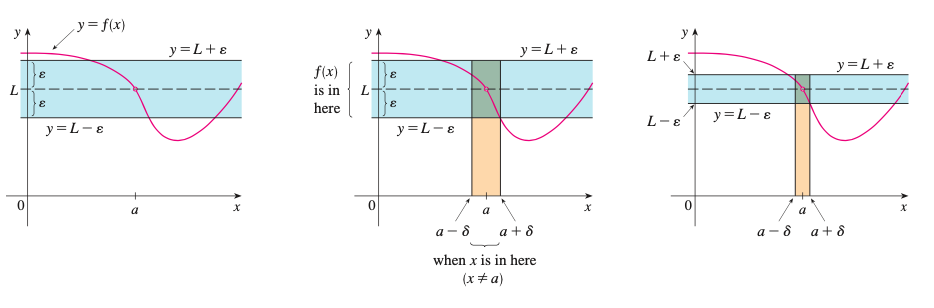 y = f(x)
y
y = L + ε
ε
L
ε
y = L − ε
0
a
x
y
y = L + ε
f(x)
is in
here
ε
L
ε
y = L − ε
0
a
x
a − δ
a + δ
when x is in here
(x ≠ a)
y
L + ε
y = L + ε
L − ε
y = L − ε
0
a
x
a − δ
a + δ